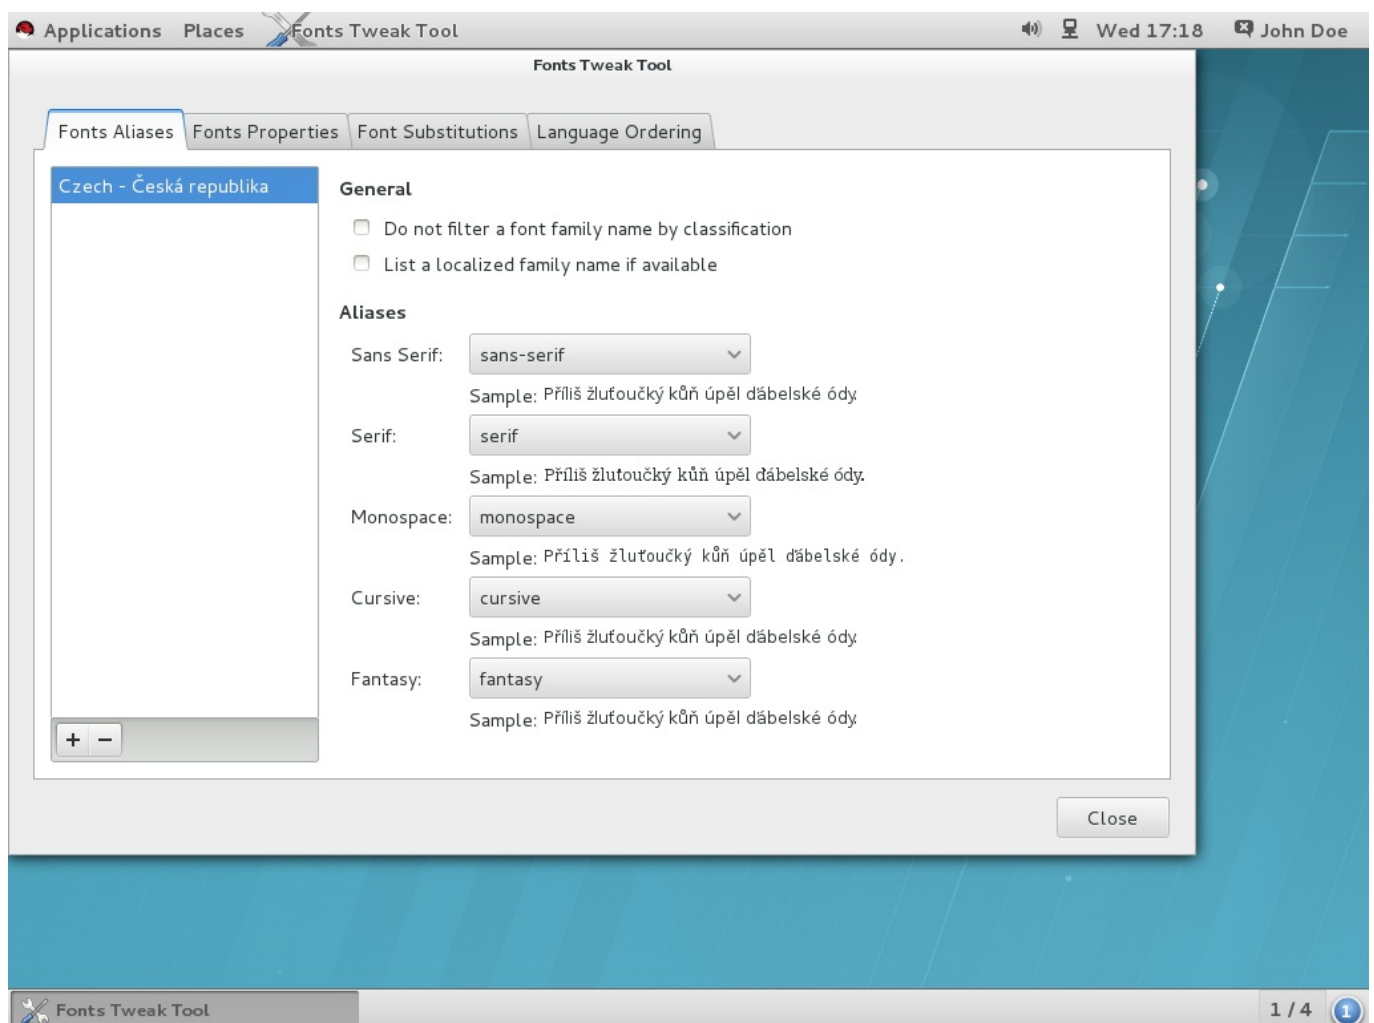 Applications Places Fonts Tweak Tool Wed 17:18 John Doe
Fonts Tweak Tool
Fonts Aliases Fonts Properties Font Substitutions Language Ordering
Czech - Česká republika
General
Do not filter a font family name by classification
List a localized family name if available
Aliases
Sans Serif: sans-serif
Sample: Příliš žluťoučký kůň úpěl ďábelské ódy.
Serif: serif
Sample: Příliš žluťoučký kůň úpěl ďábelské ódy.
Monospace: monospace
Sample: Příliš žluťoučký kůň úpěl ďábelské ódy.
Cursive: cursive
Sample: Příliš žluťoučký kůň úpěl ďábelské ódy.
Fantasy: fantasy
Sample: Příliš žluťoučký kůň úpěl ďábelské ódy.
+ −
Close
Fonts Tweak Tool 1 / 4 1